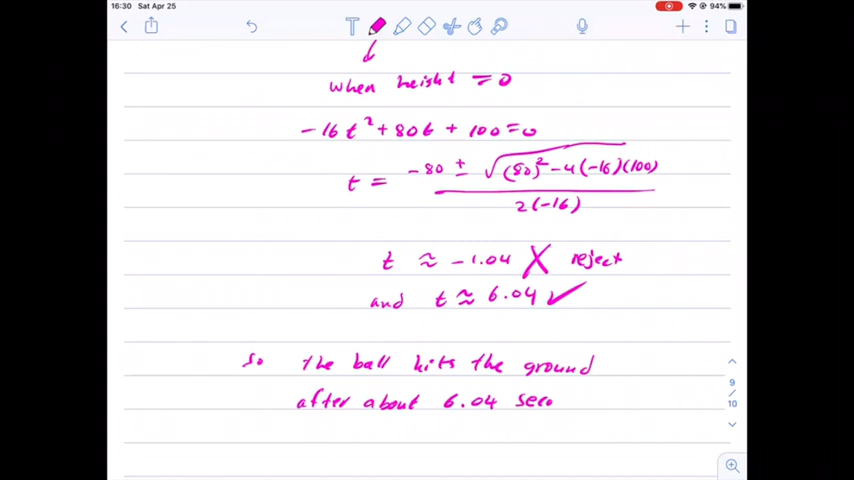 16:30 Sat Apr 25
94%
when height = 0
-16t² + 80t + 100 = 0
t = -80 ± √(80)² - 4(-16)(100)
2(-16)
t ≈ -1.04 X reject
and t ≈ 6.04 ✓
so the ball hits the ground
after about 6.04 seco
9
/
10